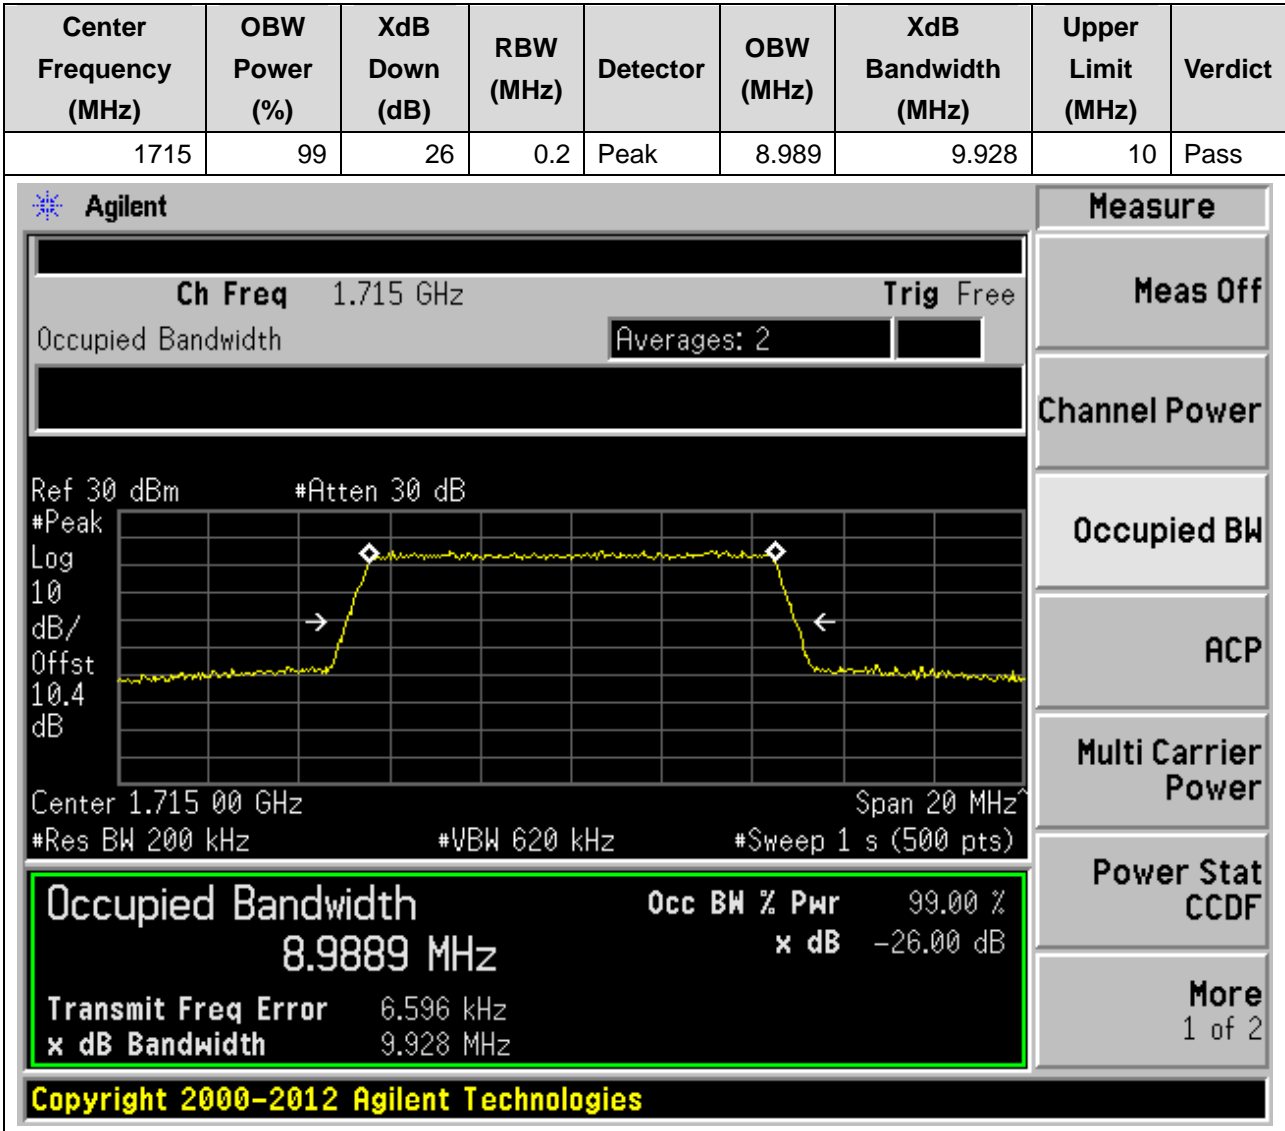 Center Frequency (MHz) OBW Power (%) XdB Down (dB) RBW (MHz) Detector OBW (MHz) XdB Bandwidth (MHz) Upper Limit (MHz) Verdict
1715 99 26 0.2 Peak 8.989 9.928 10 Pass
Agilent
Measure
Ch Freq 1.715 GHz Trig Free
Occupied Bandwidth Averages: 2
Meas Off
Channel Power
Occupied BW
ACP
Multi Carrier
Power
Power Stat
CCDF
More
1 of 2
Ref 30 dBm #Atten 30 dB
#Peak
Log
10
dB/
Offst
10.4
dB
Center 1.715 00 GHz Span 20 MHz^
#Res BW 200 kHz #VBW 620 kHz #Sweep 1 s (500 pts)
Occupied Bandwidth Occ BW % Pwr 99.00 %
8.9889 MHz x dB -26.00 dB
Transmit Freq Error 6.596 kHz
x dB Bandwidth 9.928 MHz
Copyright 2000-2012 Agilent Technologies